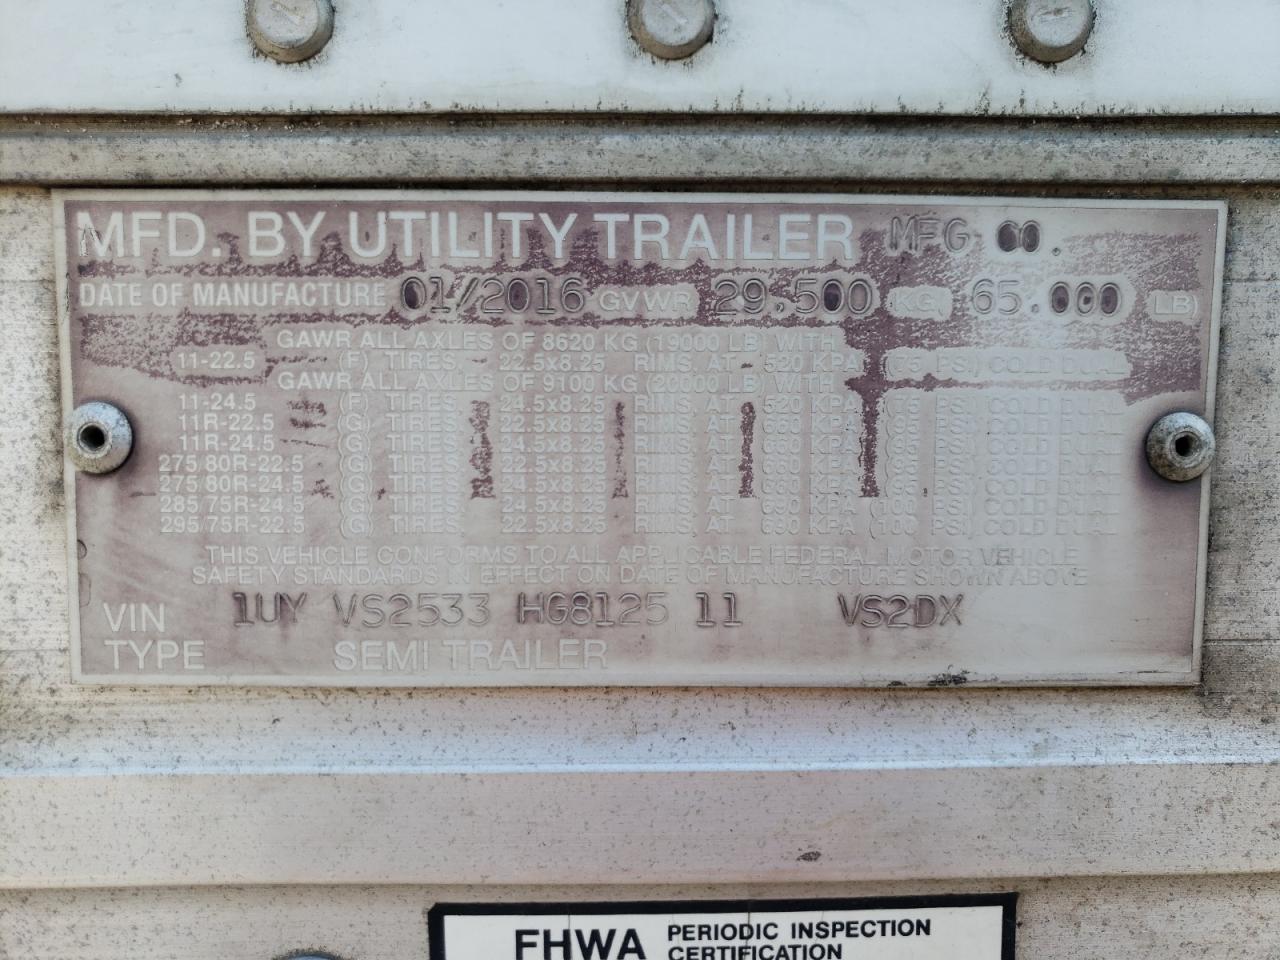 MFD. BY UTILITY TRAILER MFG CO.
DATE OF MANUFACTURE 01/2016 GVWR 29,500 KG( 65,000 LB)
GAWR ALL AXLES OF 8620 KG (19000 LB) WITH
11-22.5 (F) TIRES 22.5x8.25 RIMS, AT 520 KPA ( PSI) COLD DUAL
GAWR ALL AXLES OF 9100 KG (20000 LB) WITH
11-24.5 (F) TIRES 24.5x8.25 RIMS, AT 520 KPA ( PSI) COLD DUAL
11R-22.5 (G) TIRES 22.5x8.25 RIMS, AT 660 KPA ( PSI) COLD DUAL
11R-24.5 (G) TIRES 24.5x8.25 RIMS, AT 660 KPA ( PSI) COLD DUAL
275/80R-22.5 (G) TIRES 22.5x8.25 RIMS, AT 660 KPA (95 PSI) COLD DUAL
275/80R-24.5 (G) TIRES 24.5x8.25 RIMS, AT 660 KPA (95 PSI) COLD DUAL
285/75R-24.5 (G) TIRES 24.5x8.25 RIMS, AT 690 KPA (100 PSI) COLD DUAL
295/75R-22.5 (G) TIRES 22.5x8.25 RIMS, AT 690 KPA (100 PSI) COLD DUAL
THIS VEHICLE CONFORMS TO ALL APPLICABLE FEDERAL MOTOR VEHICLE
SAFETY STANDARDS IN EFFECT ON DATE OF MANUFACTURE SHOWN ABOVE
VIN 1UY VS2533 HG8125 11 VS2DX
TYPE SEMI TRAILER
FHWA PERIODIC INSPECTION
CERTIFICATION